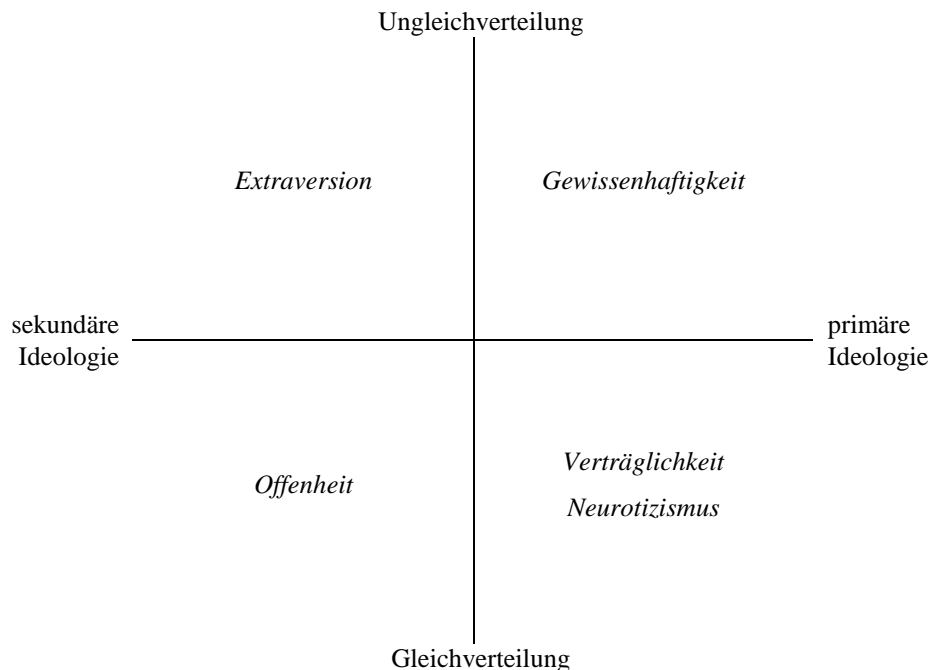 Ungleichverteilung
Extraversion
Gewissenhaftigkeit
sekundäre
Ideologie
primäre
Ideologie
Offenheit
Verträglichkeit
Neurotizismus
Gleichverteilung